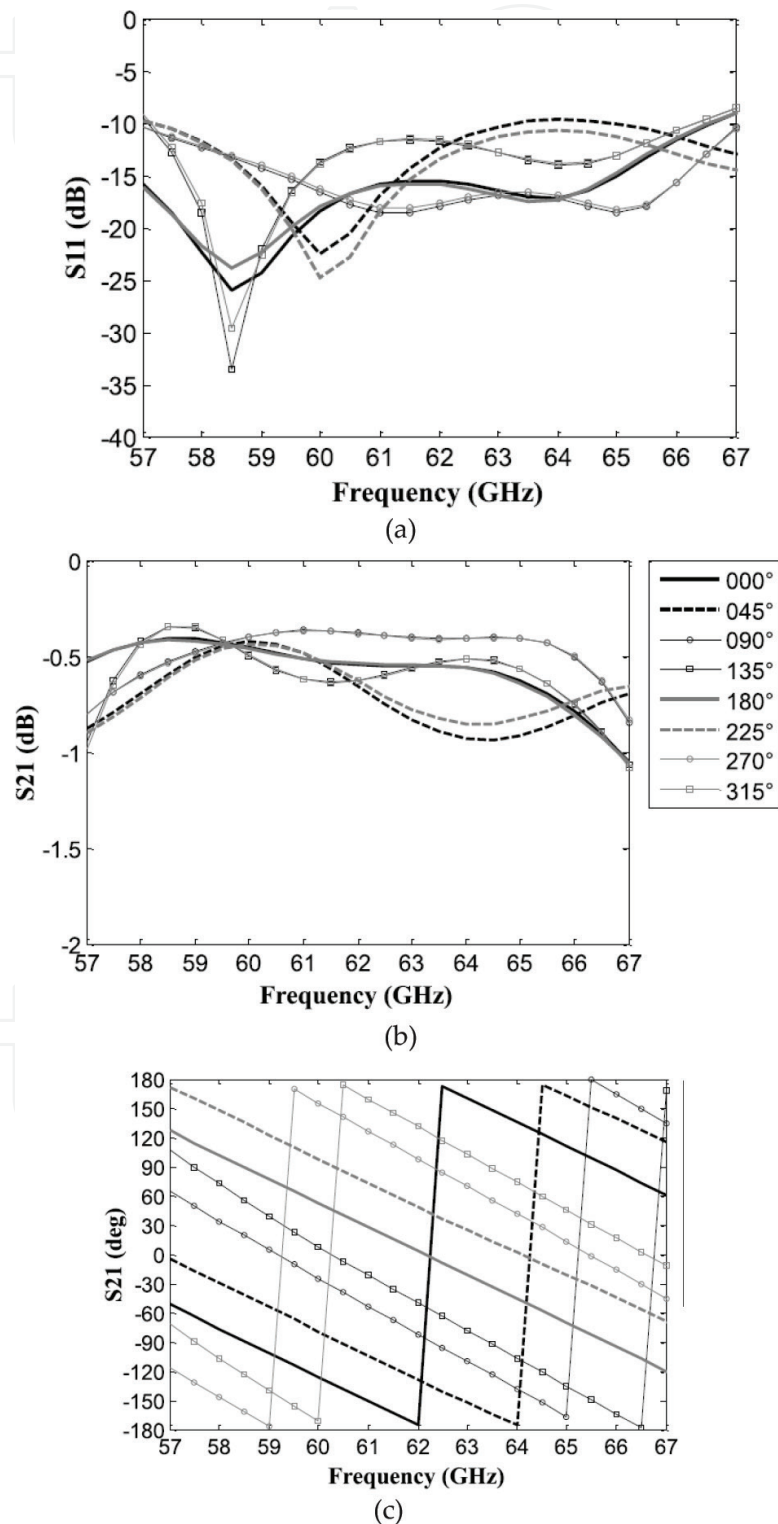 0
-5
-10
-15
-20
-25
-30
-35
-40
S11 (dB)
57 58 59 60 61 62 63 64 65 66 67
Frequency (GHz)
(a)
0
-0.5
-1
-1.5
-2
S21 (dB)
57 58 59 60 61 62 63 64 65 66 67
Frequency (GHz)
000°
045°
090°
135°
180°
225°
270°
315°
(b)
180
150
120
90
60
30
0
-30
-60
-90
-120
-150
-180
S21 (deg)
57 58 59 60 61 62 63 64 65 66 67
Frequency (GHz)
(c)